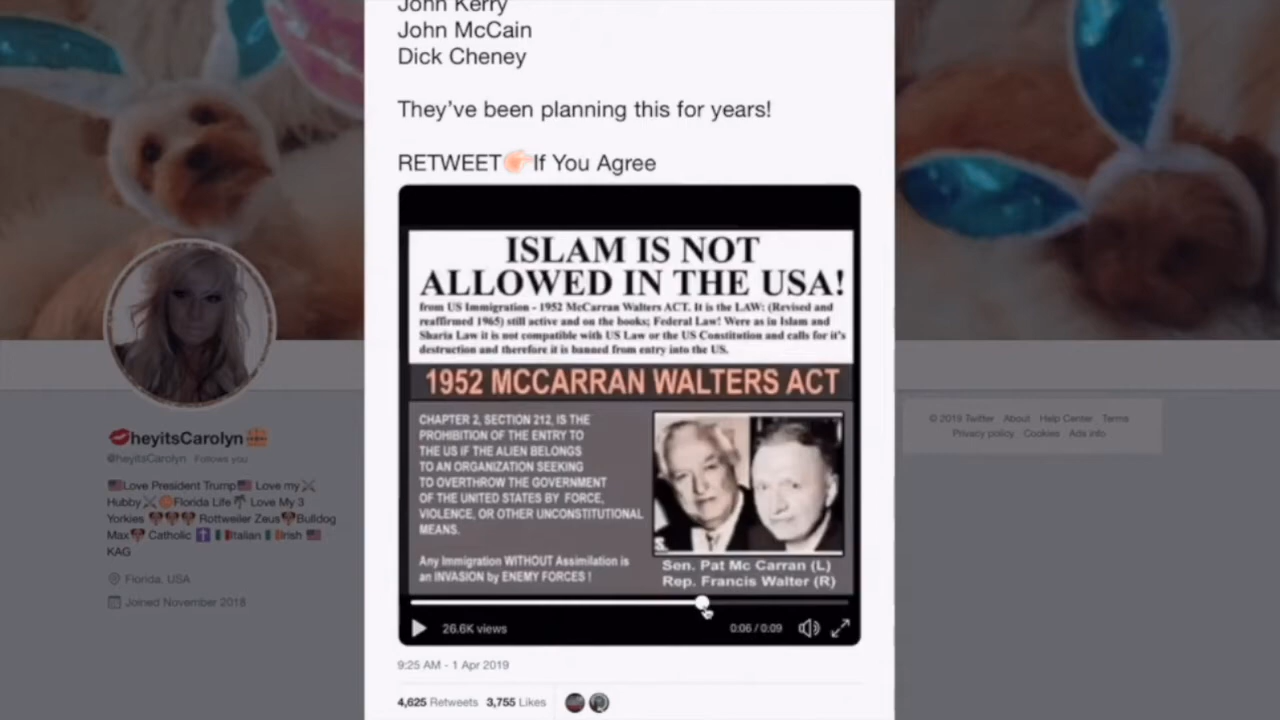 John Kerry
John McCain
Dick Cheney
They've been planning this for years!
RETWEET👉If You Agree
ISLAM IS NOT
ALLOWED IN THE USA!
from US Immigration - 1952 McCarran Walters ACT. It is the LAW: (Revised and
reaffirmed 1965) still active and on the books; Federal Law! Were as in Islam and
Sharia Law it is not compatible with US Law or the US Constitution and calls for it's
destruction and therefore it is banned from entry into the US.
1952 MCCARRAN WALTERS ACT
CHAPTER 2, SECTION 212, IS THE
PROHIBITION OF THE ENTRY TO
THE US IF THE ALIEN BELONGS
TO AN ORGANIZATION SEEKING
TO OVERTHROW THE GOVERNMENT
OF THE UNITED STATES BY FORCE,
VIOLENCE, OR OTHER UNCONSTITUTIONAL
MEANS.
Any Immigration WITHOUT Assimilation is
an INVASION by ENEMY FORCES !
Sen. Pat Mc Carran (L)
Rep. Francis Walter (R)
26.6K views
0:06 / 0:09
9:25 AM - 1 Apr 2019
4,625 Retweets 3,755 Likes
💋heyitsCarolyn
@heyitsCarolyn Follows you
🇺🇸Love President Trump🇺🇸 Love my⚔
Hubby⚔Florida Life🌴 Love My 3
Yorkies Rottweiler Zeus Bulldog
Max Catholic ✝ 🇮🇹Italian 🇮🇪Irish 🇺🇸
KAG
Florida, USA
Joined November 2018
© 2019 Twitter About Help Center Terms
Privacy policy Cookies Ads info